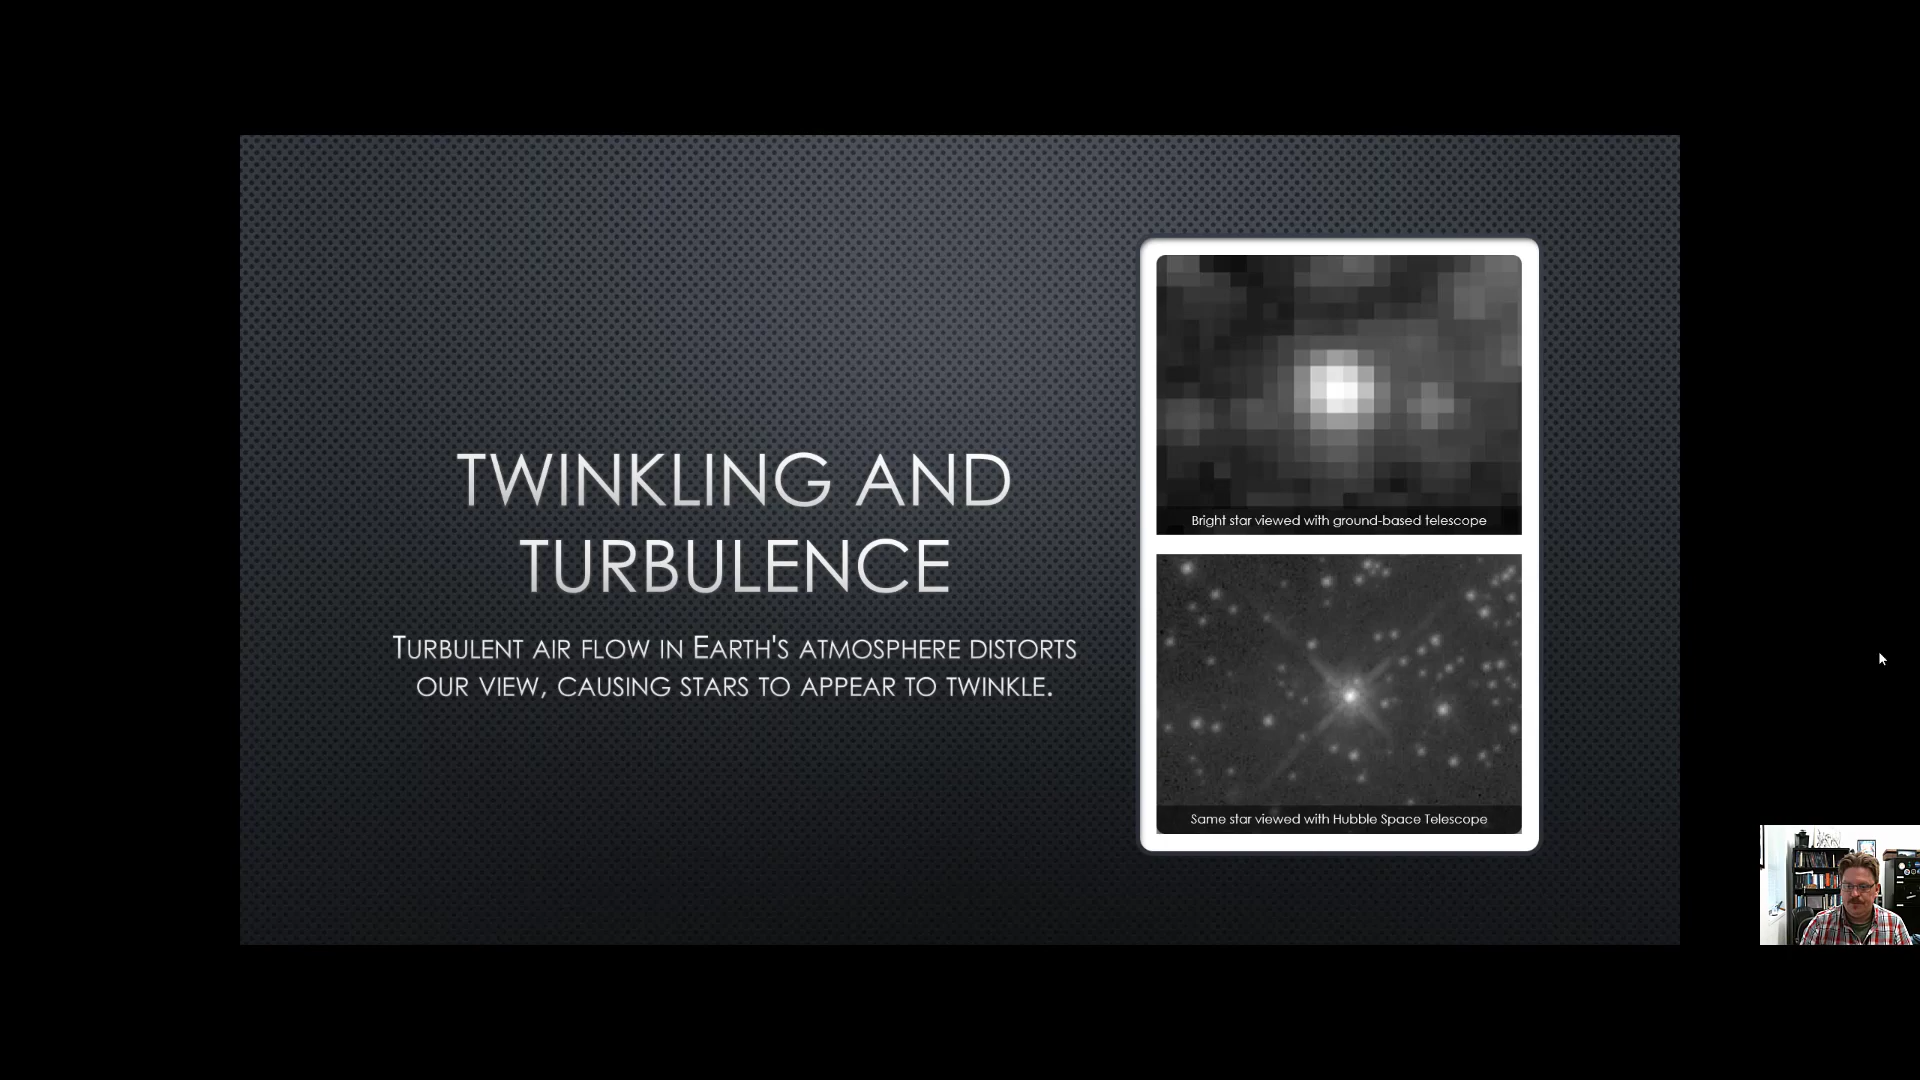 TWINKLING AND
TURBULENCE
TURBULENT AIR FLOW IN EARTH'S ATMOSPHERE DISTORTS
OUR VIEW, CAUSING STARS TO APPEAR TO TWINKLE.
Bright star viewed with ground-based telescope
Same star viewed with Hubble Space Telescope